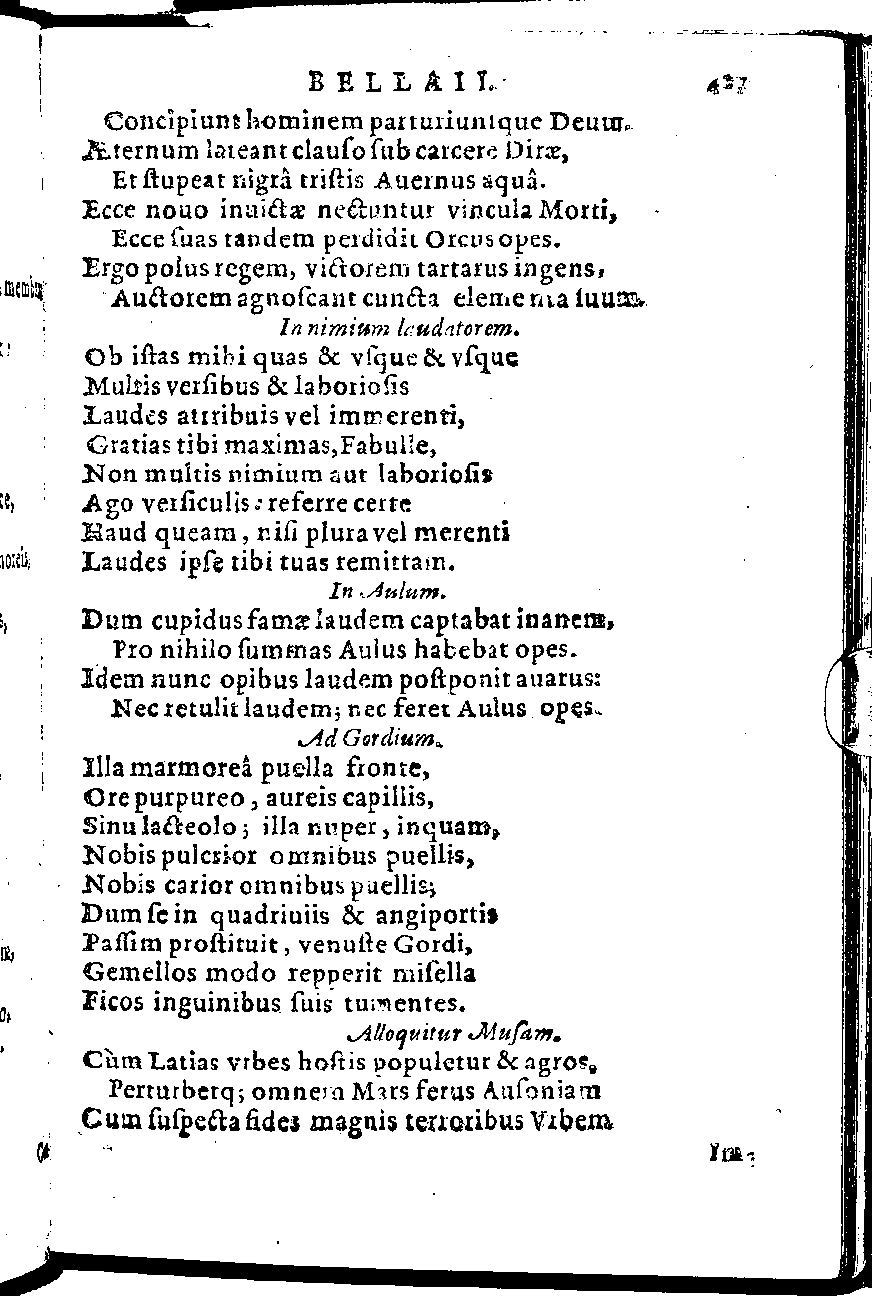 BELLAII. 437
Concipiunt hominem parturiuntque Deum.
Æternum lateant clauſo ſub carcere Diræ,
Et ſtupeat nigrâ triſtis Auernus aquâ.
Ecce nouo inuictæ nectuntur vincula Morti,
Ecce ſuas tandem perdidit Orcus opes.
Ergo polus regem, victorem tartarus ingens,
Auctorem agnoſcant cuncta elementa ſuum.
In nimium laudatorem.
Ob iſtas mihi quas & vſque & vſque
Multis verſibus & laborioſis
Laudes attribuis vel immerenti,
Gratias tibi maximas, Fabulle,
Non multis nimium aut laborioſis
Ago verſiculis: referre certe
Haud queam, niſi plura vel merenti
Laudes ipſe tibi tuas remittam.
In Aulum.
Dum cupidus famæ laudem captabat inanem,
Pro nihilo ſummas Aulus habebat opes.
Idem nunc opibus laudem poſtponit auarus:
Nec retulit laudem; nec feret Aulus opes.
Ad Gordium.
Illa marmoreâ puella fronte,
Ore purpureo, aureis capillis,
Sinu lacteolo; illa nuper, inquam,
Nobis pulcrior omnibus puellis,
Nobis carior omnibus puellis;
Dum ſe in quadriuiis & angiportis
Paſſim proſtituit, venuſte Gordi,
Gemellos modo repperit miſella
Ficos inguinibus ſuis tumentes.
Alloquitur Muſam.
Cùm Latias vrbes hoſtis populetur & agros,
Perturbetq; omnem Mars ferus Auſoniam
Cum ſuſpecta fides magnis terroribus Vrbem
Im-